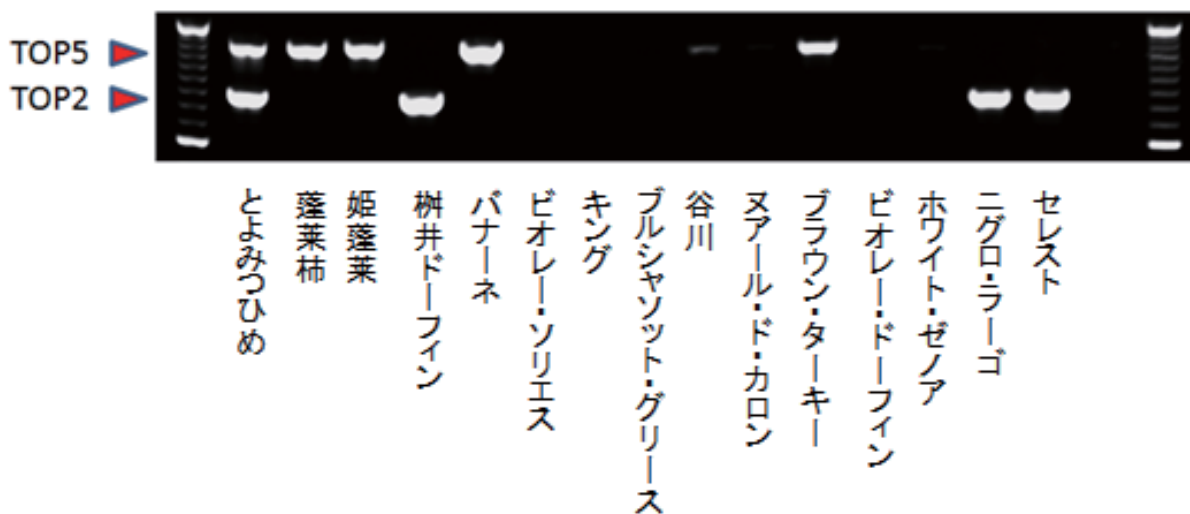 TOP5
TOP2
とよみつひめ
蓬莱柿
姫蓬莱
桝井ドーフィン
バナーネ
ビオレー・ソリエス
キング
ブルシャソット・グリース
谷川
ヌアール・ド・カロン
ブラウン・ターキー
ビオレー・ドーフィン
ホワイト・ゼノア
ニグロ・ラーゴ
セレスト